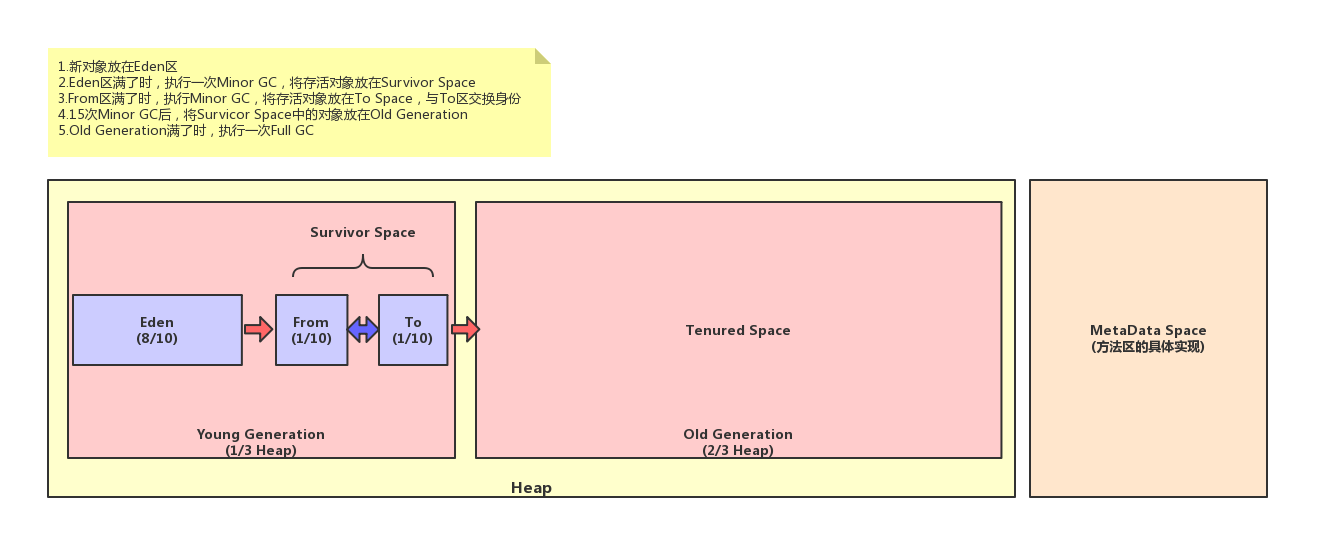 1.新对象放在Eden区
2.Eden区满了时，执行一次Minor GC，将存活对象放在Survivor Space
3.From区满了时，执行Minor GC，将存活对象放在To Space，与To区交换身份
4.15次Minor GC后，将Survicor Space中的对象放在Old Generation
5.Old Generation满了时，执行一次Full GC
Survivor Space
Eden
(8/10)
From
(1/10)
To
(1/10)
Young Generation
(1/3 Heap)
Tenured Space
Old Generation
(2/3 Heap)
Heap
MetaData Space
(方法区的具体实现)